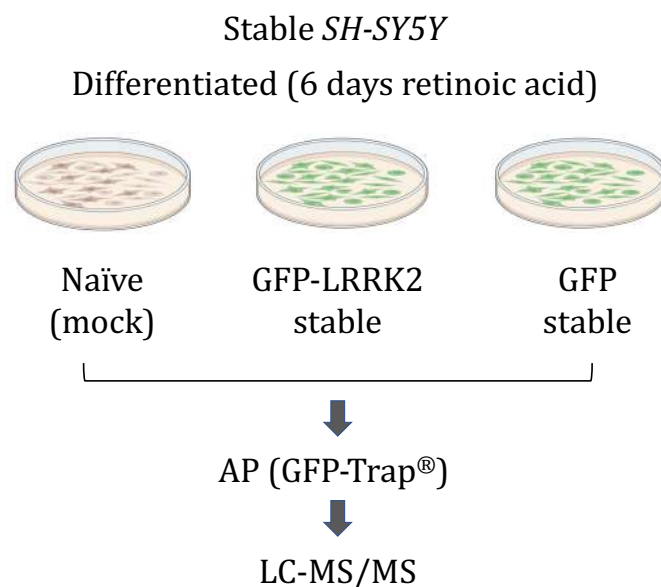 Stable SH-SY5Y
Differentiated (6 days retinoic acid)
Naïve
(mock)
GFP-LRRK2
stable
GFP
stable
AP (GFP-Trap®)
LC-MS/MS